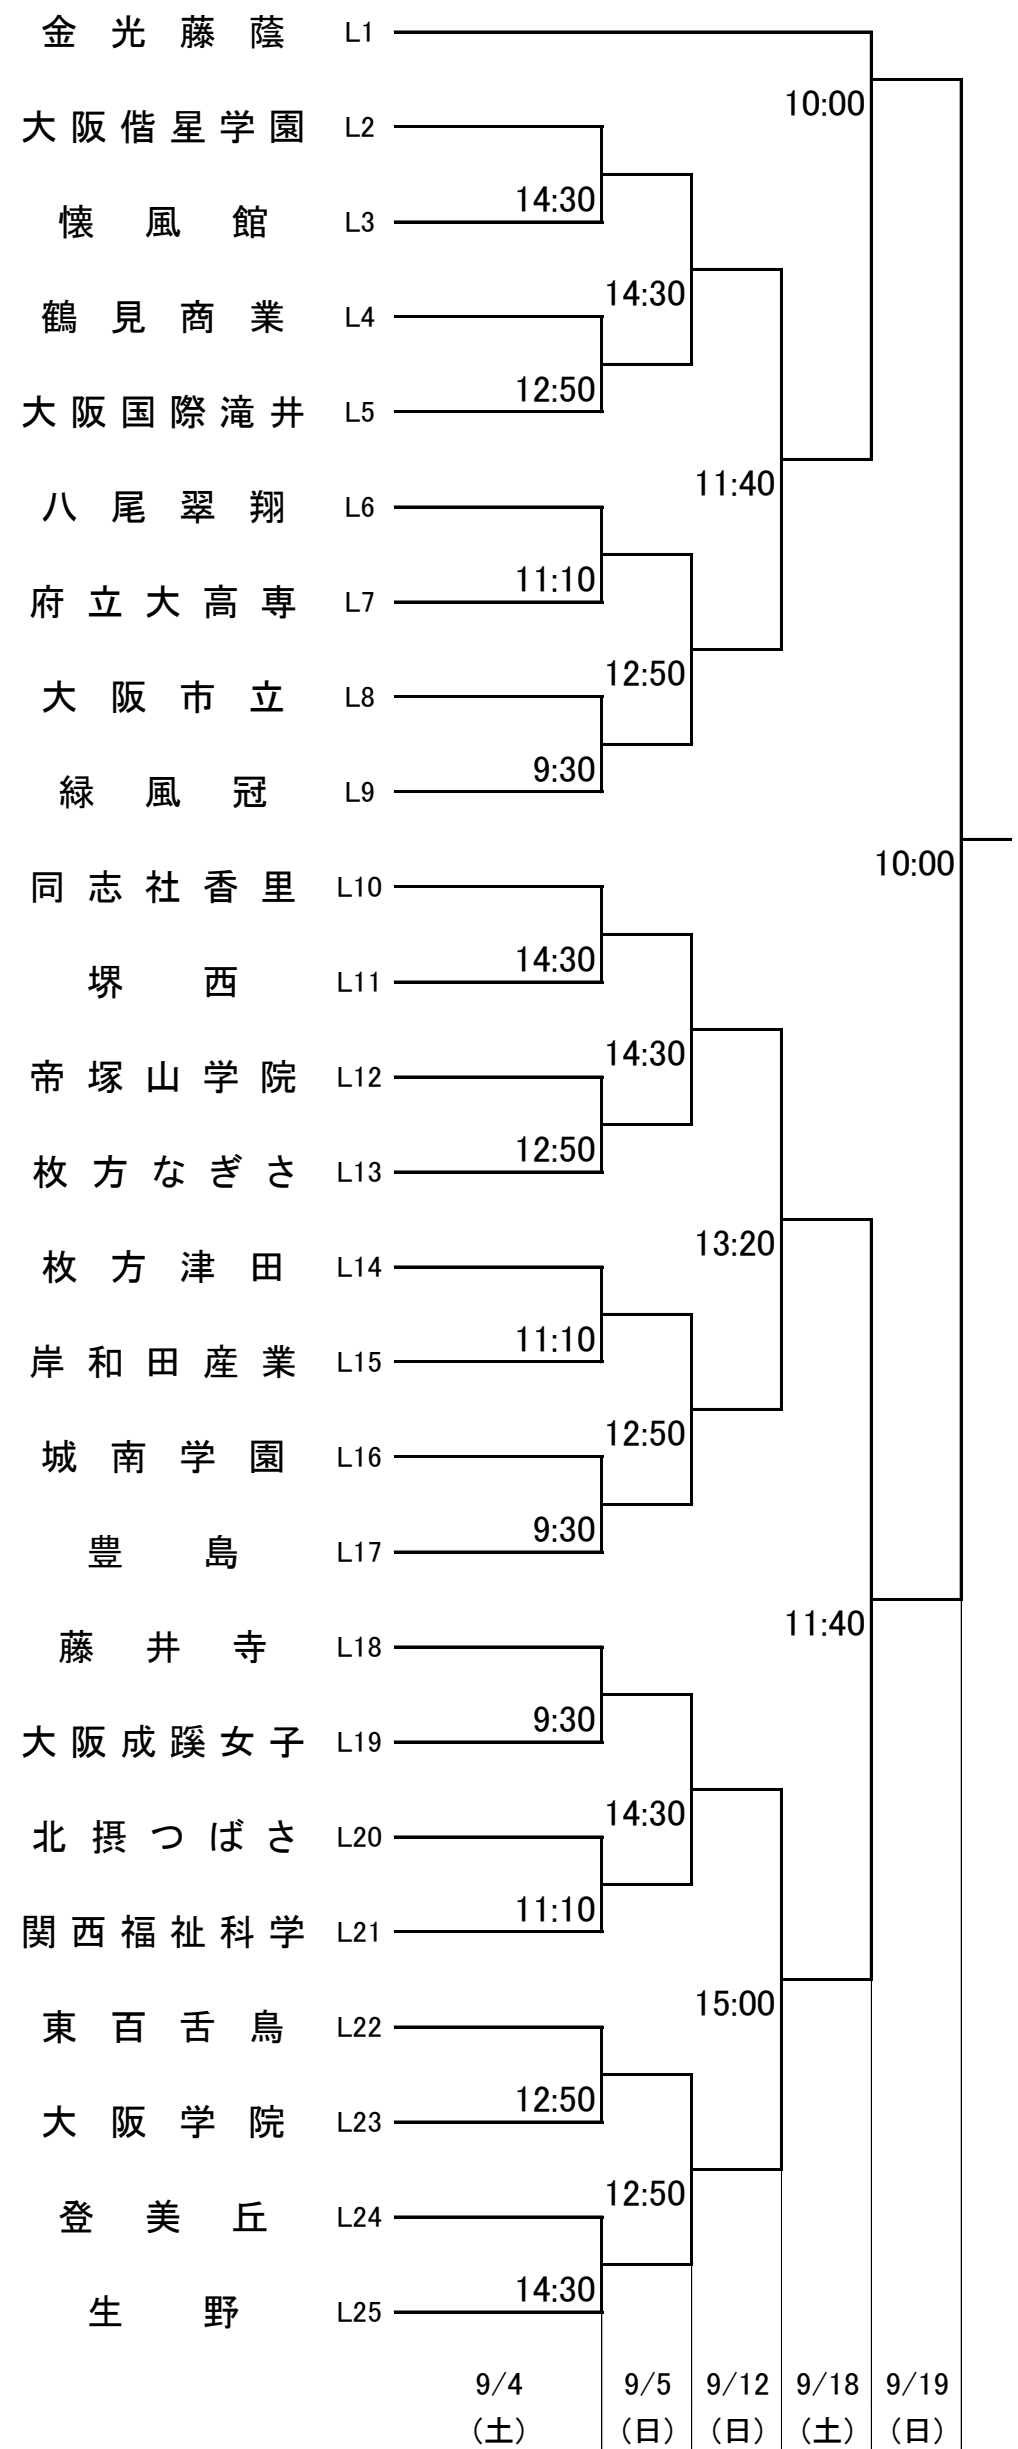 金光藤蔭 L1
10:00
大阪偕星学園 L2
14:30
懐風館 L3
14:30
鶴見商業 L4
12:50
大阪国際滝井 L5
11:40
八尾翠翔 L6
11:10
府立大高専 L7
12:50
大阪市立 L8
9:30
緑風冠 L9
10:00
同志社香里 L10
14:30
堺西 L11
14:30
帝塚山学院 L12
12:50
枚方なぎさ L13
13:20
枚方津田 L14
11:10
岸和田産業 L15
12:50
城南学園 L16
9:30
豊島 L17
11:40
藤井寺 L18
9:30
大阪成蹊女子 L19
14:30
北摂つばさ L20
11:10
関西福祉科学 L21
15:00
東百舌鳥 L22
12:50
大阪学院 L23
12:50
登美丘 L24
14:30
生野 L25
9/4 9/5 9/12 9/18 9/19
（土） （日） （日） （土） （日）